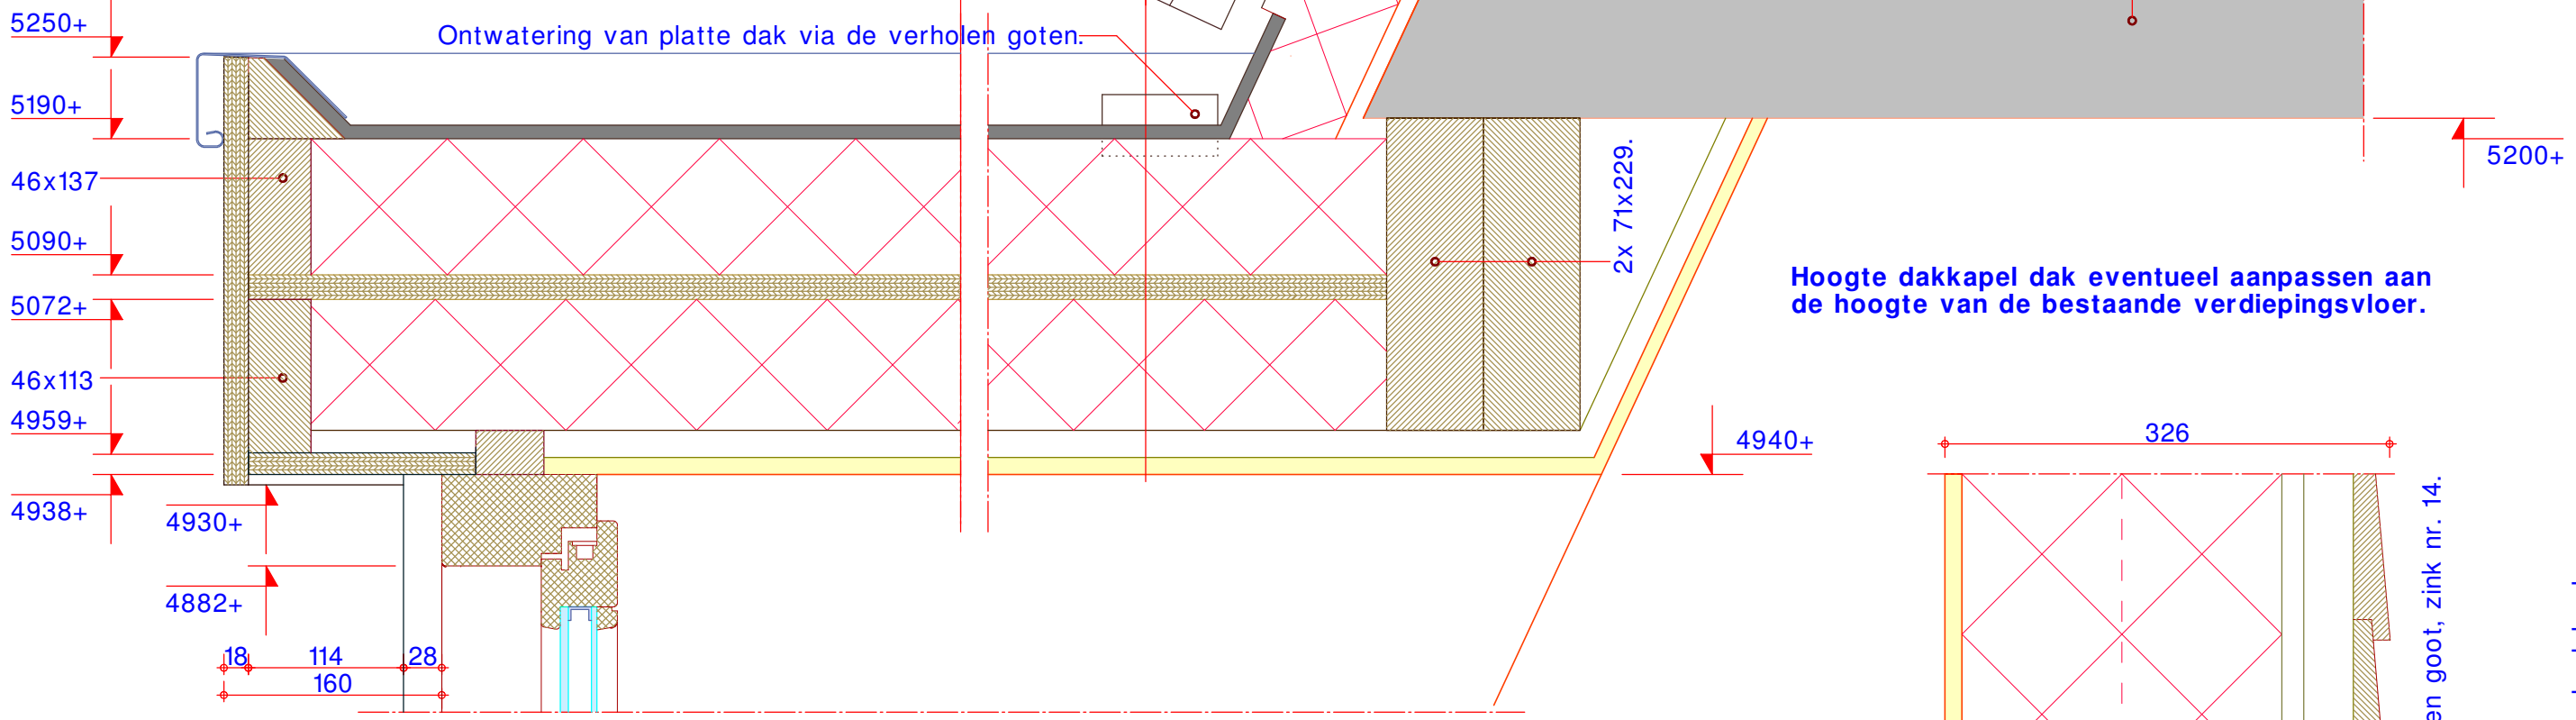 5250+
Ontwatering van platte dak via de verholen goten.
5190+
5200+
46x137
2x 71x229.
5090+
Hoogte dakkapel dak eventueel aanpassen aan
de hoogte van de bestaande verdiepingsvloer.
5072+
46x113
4959+
4940+
326
4938+
4930+
4882+
18
114
28
160
goot, zink nr. 14.